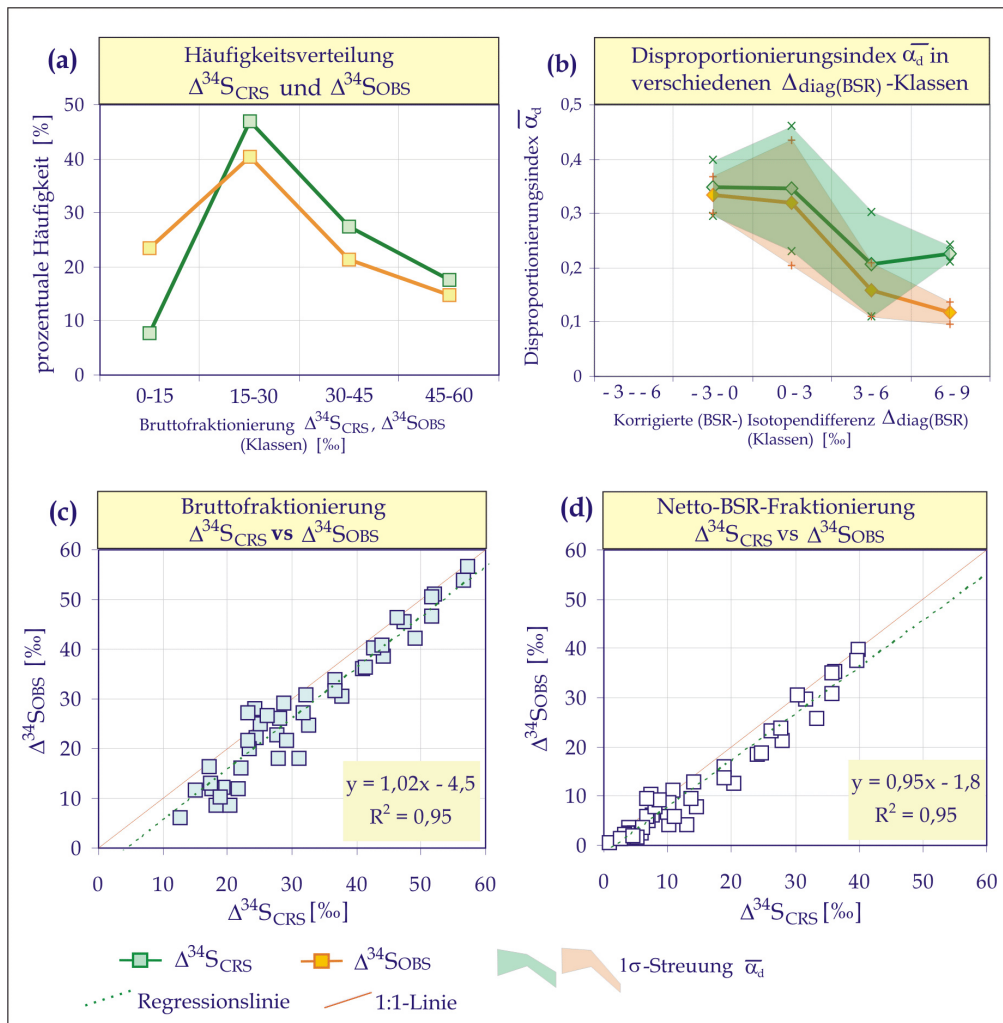 (a)
Häufigkeitsverteilung
Δ³⁴SCRS und Δ³⁴SOBS
prozentuale Häufigkeit [%]
50
40
30
20
10
0
0-15
15-30
30-45
45-60
Bruttofraktionierung Δ³⁴SCRS, Δ³⁴SOBS
(Klassen) [‰]
(b)
Disproportionierungsindex α̅d in
verschiedenen Δdiag(BSR) -Klassen
Disproportionierungsindex α̅d
0,5
0,4
0,3
0,2
0,1
0
- 3 - - 6
- 3 - 0
0 - 3
3 - 6
6 - 9
Korrigierte (BSR-) Isotopendifferenz Δdiag(BSR)
(Klassen) [‰]
(c)
Bruttofraktionierung
Δ³⁴SCRS vs Δ³⁴SOBS
Δ³⁴SOBS [‰]
60
50
40
30
20
10
0
y = 1,02x - 4,5
R² = 0,95
0
10
20
30
40
50
60
Δ³⁴SCRS [‰]
(d)
Netto-BSR-Fraktionierung
Δ³⁴SCRS vs Δ³⁴SOBS
Δ³⁴SOBS [‰]
60
50
40
30
20
10
0
y = 0,95x - 1,8
R² = 0,95
0
10
20
30
40
50
60
Δ³⁴SCRS [‰]
Δ³⁴SCRS
Δ³⁴SOBS
1σ-Streuung α̅d
Regressionslinie
1:1-Linie